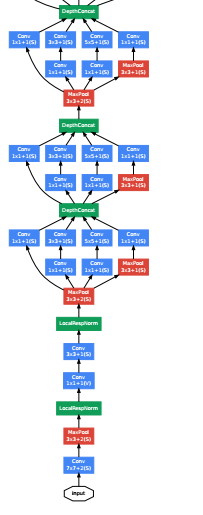 DepthConcat
Conv Conv Conv Conv
1x1+1(S) 3x3+1(S) 5x5+1(S) 1x1+1(S)
Conv Conv MaxPool
1x1+1(S) 1x1+1(S) 3x3+1(S)
MaxPool
3x3+2(S)
DepthConcat
Conv Conv Conv Conv
1x1+1(S) 3x3+1(S) 5x5+1(S) 1x1+1(S)
Conv Conv MaxPool
1x1+1(S) 1x1+1(S) 3x3+1(S)
DepthConcat
Conv Conv Conv Conv
1x1+1(S) 3x3+1(S) 5x5+1(S) 1x1+1(S)
Conv Conv MaxPool
1x1+1(S) 1x1+1(S) 3x3+1(S)
MaxPool
3x3+2(S)
LocalRespNorm
Conv
3x3+1(S)
Conv
1x1+1(V)
LocalRespNorm
MaxPool
3x3+2(S)
Conv
7x7+2(S)
input